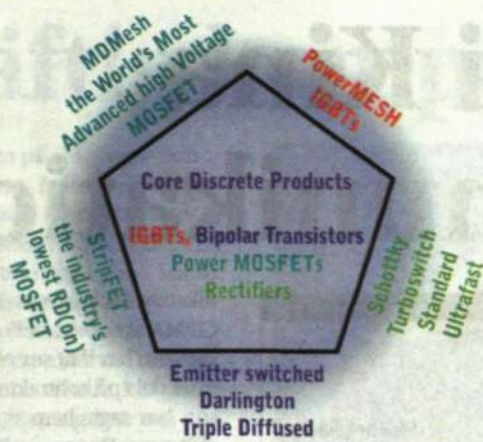 MDMesh
the World's Most
Advanced high Voltage
MOSFET
PowerMESH
IGBTs
Core Discrete Products
IGBTs, Bipolar Transistors
Power MOSFETs
Rectifiers
StripFET
the industry's
lowest RD(on)
MOSFET
Schottky
Turboswitch
Standard
Ultrafast
Emitter switched
Darlington
Triple Diffused